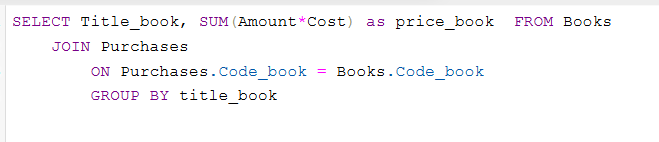 SELECT Title_book, SUM(Amount*Cost) as price_book  FROM Books
    JOIN Purchases
        ON Purchases.Code_book = Books.Code_book
        GROUP BY title_book